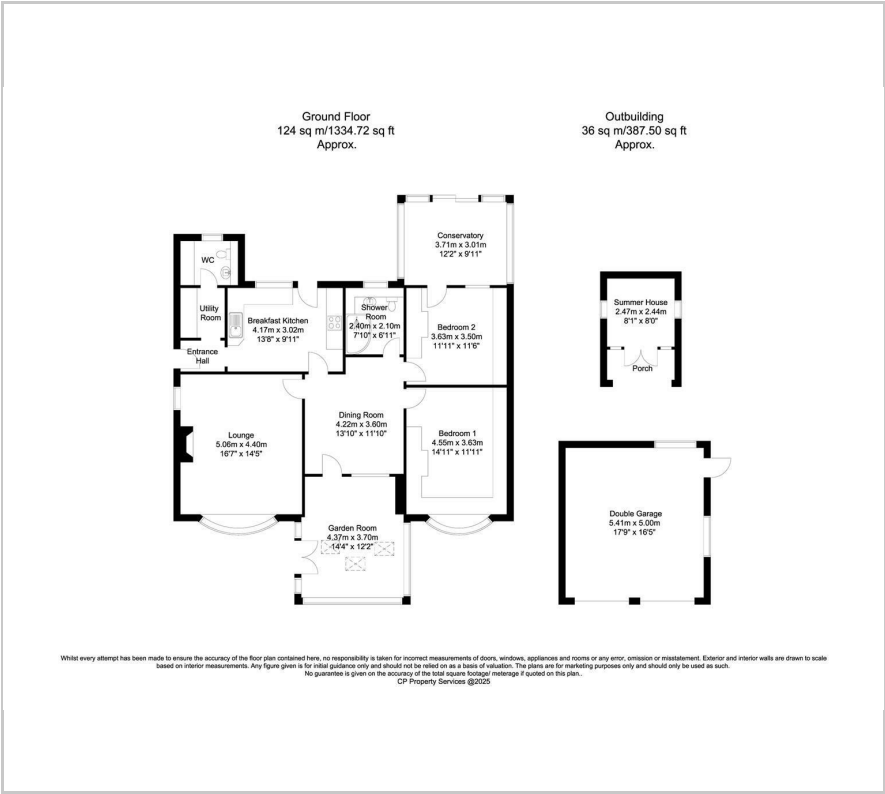 Ground Floor
124 sq m/1334.72 sq ft
Approx.
Outbuilding
36 sq m/387.50 sq ft
Approx.
Conservatory
3.71m x 3.01m
12'2" x 9'11"
WC
Utility
Room
Breakfast Kitchen
4.17m x 3.02m
13'8" x 9'11"
Shower
Room
2.40m x 2.10m
7'10" x 6'11"
Bedroom 2
3.63m x 3.50m
11'11" x 11'6"
Entrance
Hall
Lounge
5.06m x 4.40m
16'7" x 14'5"
Dining Room
4.22m x 3.60m
13'10" x 11'10"
Bedroom 1
4.55m x 3.63m
14'11" x 11'11"
Garden Room
4.37m x 3.70m
14'4" x 12'2"
Summer House
2.47m x 2.44m
8'1" x 8'0"
Porch
Double Garage
5.41m x 5.00m
17'9" x 16'5"
Whilst every attempt has been made to ensure the accuracy of the floor plan contained here, no responsibility is taken for incorrect measurements of doors, windows, appliances and rooms or any error, omission or misstatement. Exterior and interior walls are drawn to scale
based on interior measurements. Any figure given is for initial guidance only and should not be relied on as a basis of valuation. The plans are for marketing purposes only and should only be used as such.
No guarantee is given on the accuracy of the total square footage/ meterage if quoted on this plan..
CP Property Services @2025